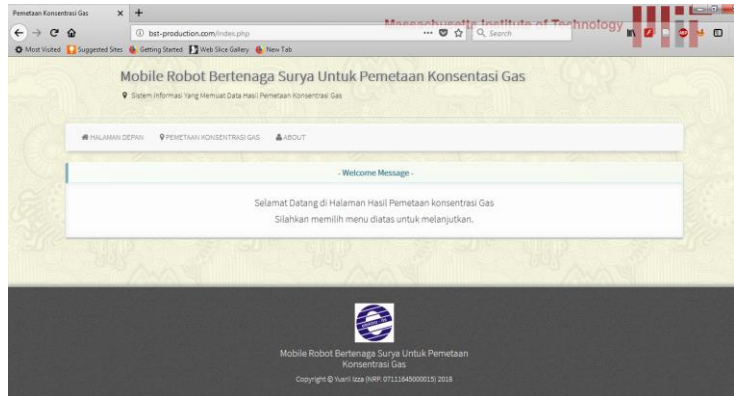 Pemetaan Konsentrasi Gas
Massachusetts Institute of Technology
bst-production.com/index.php
Search
Most Visited Suggested Sites Getting Started Web Slice Gallery New Tab
Mobile Robot Bertenaga Surya Untuk Pemetaan Konsentasi Gas
Sistem Informasi Yang Memuat Data Hasil Pemetaan Konsentrasi Gas
HALAMAN DEPAN PEMETAAN KONSENTRASI GAS ABOUT
- Welcome Message -
Selamat Datang di Halaman Hasil Pemetaan konsentrasi Gas
Silahkan memilih menu diatas untuk melanjutkan.
Mobile Robot Bertenaga Surya Untuk Pemetaan
Konsentrasi Gas
Copyright © Yusril Izza (NRP. 07111645000015) 2018